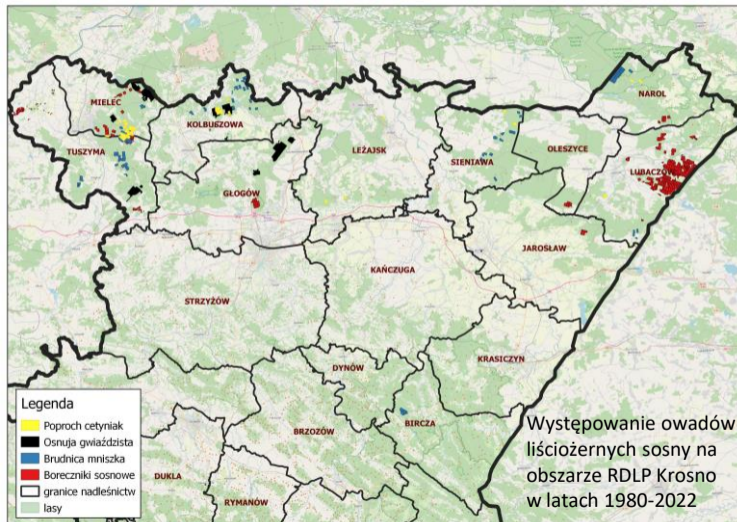 NAROL
MIELEC
KOLBUSZOWA
TUSZYMA
LEŻAJSK
SIENIAWA
OLESZYCE
LUBACZÓW
GŁOGÓW
JAROSŁAW
KAŃCZUGA
STRZYŻÓW
KRASICZYN
DYNÓW
BIRCZA
BRZOZÓW
DUKLA
RYMANÓW
Legenda
Poproch cetyniak
Osnuja gwiaździsta
Brudnica mniszka
Boreczniki sosnowe
granice nadleśnictw
lasy
Występowanie owadów
liściożernych sosny na
obszarze RDLP Krosno
w latach 1980-2022